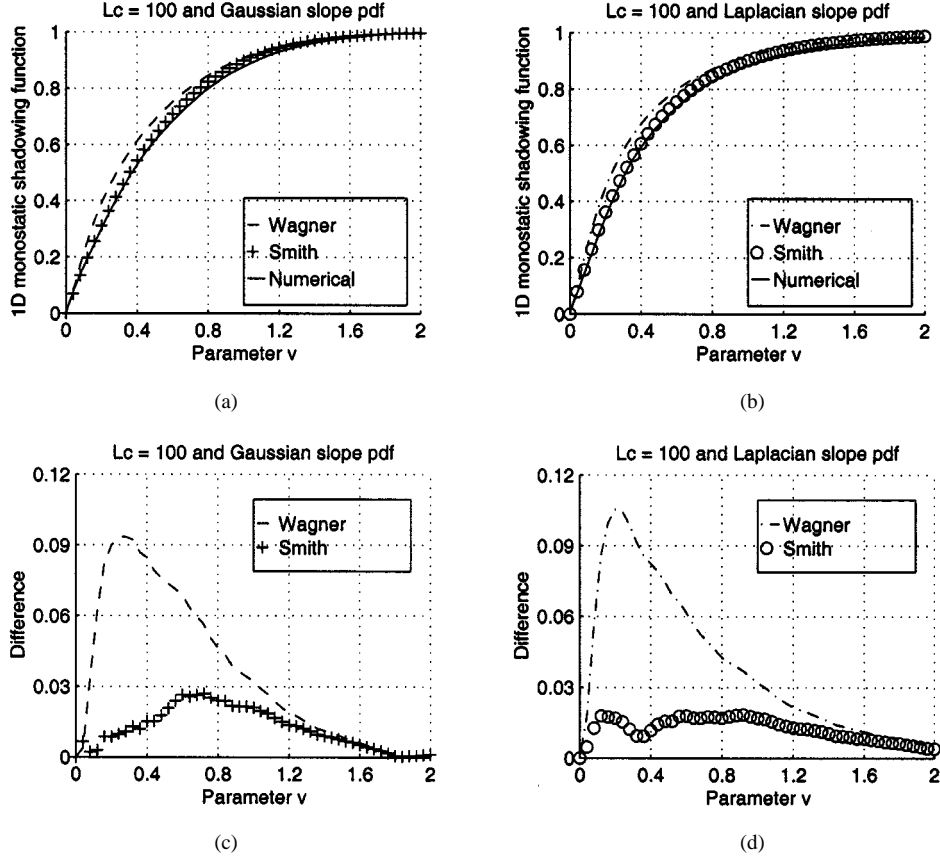 Lc = 100 and Gaussian slope pdf
1D monostatic shadowing function
1
0.8
0.6
0.4
0.2
0
Wagner
Smith
Numerical
0 0.4 0.8 1.2 1.6 2
Parameter v
(a)
Lc = 100 and Laplacian slope pdf
1D monostatic shadowing function
1
0.8
0.6
0.4
0.2
0
Wagner
Smith
Numerical
0 0.4 0.8 1.2 1.6 2
Parameter v
(b)
Lc = 100 and Gaussian slope pdf
Difference
0.12
0.09
0.06
0.03
0
Wagner
Smith
0 0.4 0.8 1.2 1.6 2
Parameter v
(c)
Lc = 100 and Laplacian slope pdf
Difference
0.12
0.09
0.06
0.03
0
Wagner
Smith
0 0.4 0.8 1.2 1.6 2
Parameter v
(d)